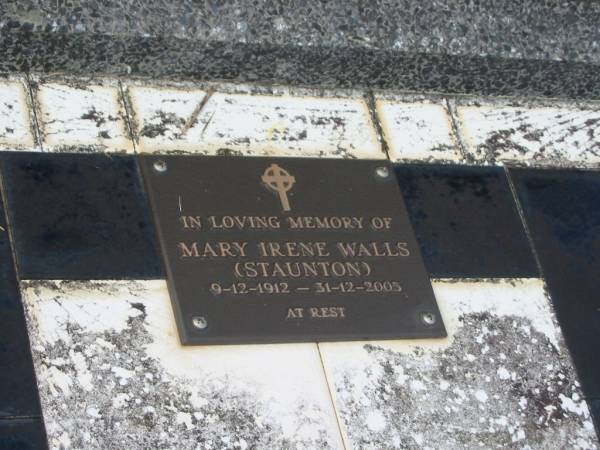 IN LOVING MEMORY OF
MARY IRENE WALLS
(STAUNTON)
9-12-1912 — 31-12-2005
AT REST